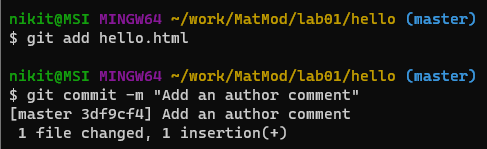 nikit@MSI MINGW64 ~/work/MatMod/lab01/hello (master)
$ git add hello.html
nikit@MSI MINGW64 ~/work/MatMod/lab01/hello (master)
$ git commit -m "Add an author comment"
[master 3df9cf4] Add an author comment
 1 file changed, 1 insertion(+)